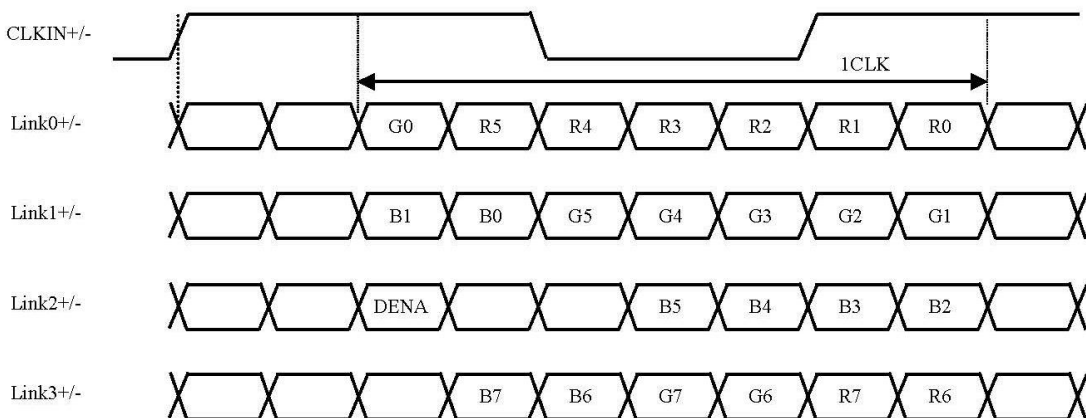 CLKIN+/-
1CLK
Link0+/- G0 R5 R4 R3 R2 R1 R0
Link1+/- B1 B0 G5 G4 G3 G2 G1
Link2+/- DENA B5 B4 B3 B2
Link3+/- B7 B6 G7 G6 R7 R6